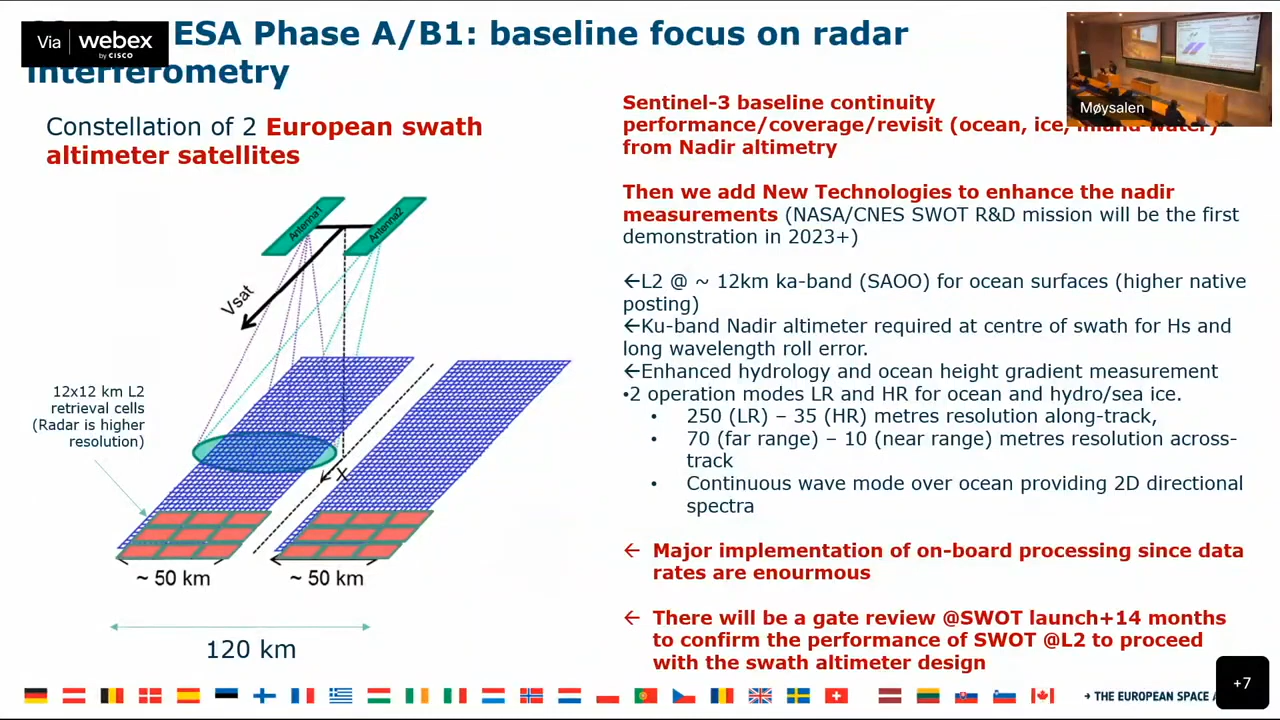 Via webex
by CISCO
ESA Phase A/B1: baseline focus on radar
interferometry
Møysalen
Constellation of 2 European swath
altimeter satellites
Antenna1
Antenna2
Vsat
X
12x12 km L2
retrieval cells
(Radar is higher
resolution)
~ 50 km
~ 50 km
120 km
Sentinel-3 baseline continuity
performance/coverage/revisit (ocean, ice, inland water)
from Nadir altimetry
Then we add New Technologies to enhance the nadir
measurements (NASA/CNES SWOT R&D mission will be the first
demonstration in 2023+)
←L2 @ ~ 12km ka-band (SAOO) for ocean surfaces (higher native
posting)
←Ku-band Nadir altimeter required at centre of swath for Hs and
long wavelength roll error.
←Enhanced hydrology and ocean height gradient measurement
•2 operation modes LR and HR for ocean and hydro/sea ice.
• 250 (LR) – 35 (HR) metres resolution along-track,
• 70 (far range) – 10 (near range) metres resolution across-
track
• Continuous wave mode over ocean providing 2D directional
spectra
← Major implementation of on-board processing since data
rates are enourmous
← There will be a gate review @SWOT launch+14 months
to confirm the performance of SWOT @L2 to proceed
with the swath altimeter design
→ THE EUROPEAN SPACE
+7